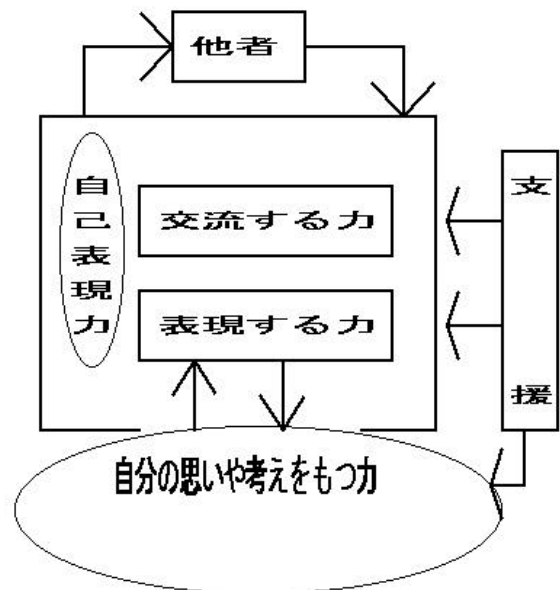 他者
自己表現力
交流する力
表現する力
支援
自分の思いや考えをもつ力